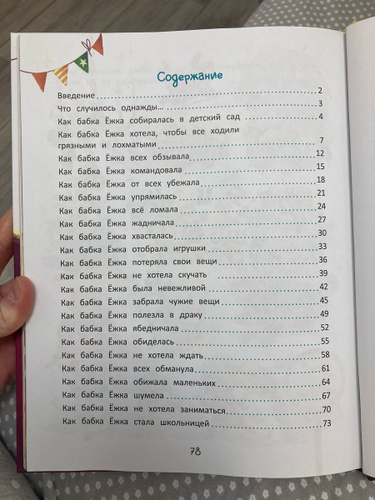 Содержание
Введение 2
Что случилось однажды... 3
Как бабка Ёжка собиралась в детский сад 4
Как бабка Ёжка хотела, чтобы все ходили
грязными и лохматыми 7
Как бабка Ёжка всех обзывала 12
Как бабка Ёжка командовала 15
Как бабка Ёжка от всех убежала 18
Как бабка Ёжка упрямилась 21
Как бабка Ёжка всё ломала 24
Как бабка Ёжка жадничала 27
Как бабка Ёжка хвасталась 30
Как бабка Ёжка отобрала игрушки 33
Как бабка Ёжка потеряла свои вещи 36
Как бабка Ёжка не хотела скучать 39
Как бабка Ёжка была невежливой 42
Как бабка Ёжка забрала чужие вещи 45
Как бабка Ёжка полезла в драку 49
Как бабка Ёжка ябедничала 52
Как бабка Ёжка обиделась 55
Как бабка Ёжка не хотела ждать 58
Как бабка Ёжка всех обманула 61
Как бабка Ёжка обижала маленьких 64
Как бабка Ёжка шумела 67
Как бабка Ёжка не хотела заниматься 70
Как бабка Ёжка стала школьницей 73
78